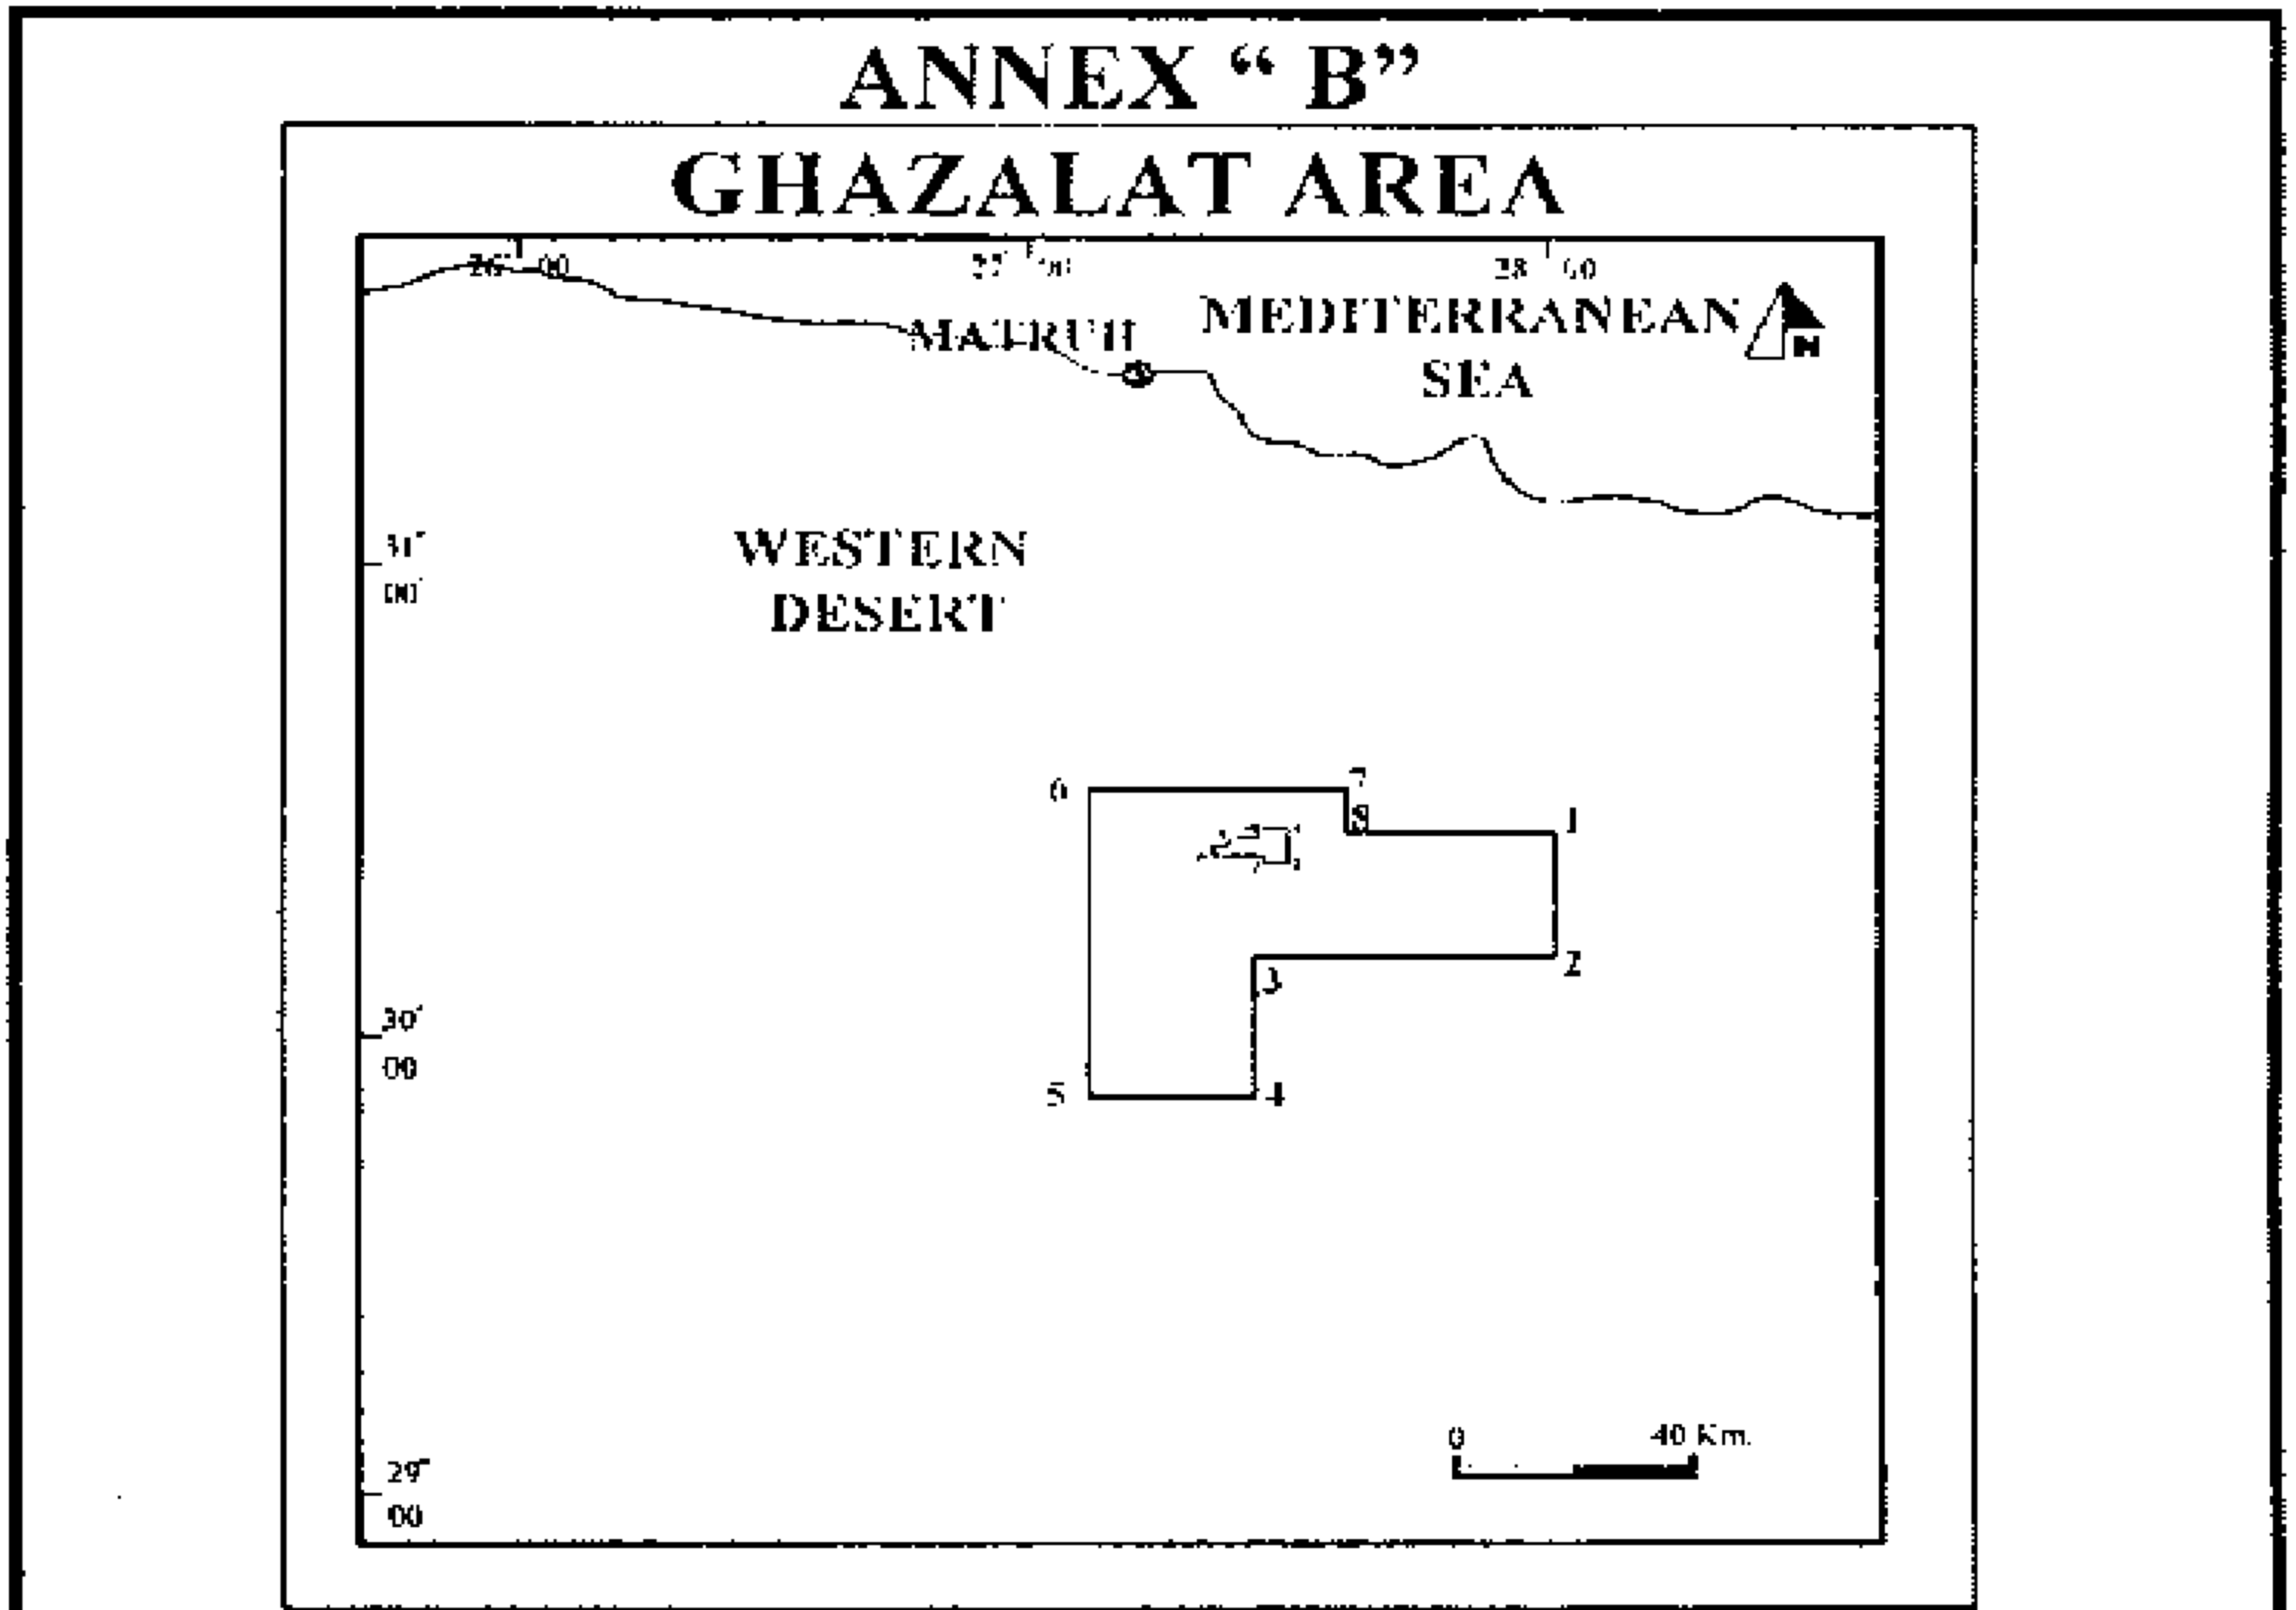 ANNEX “ B”
GHAZALAT AREA
28° 00'
MEDITERRANEAN
SEA
MATRUH
31°
00'
WESTERN
DESERT
6
7
8
1
2
3
30°
00
5
4
0
40 Km.
29°
00